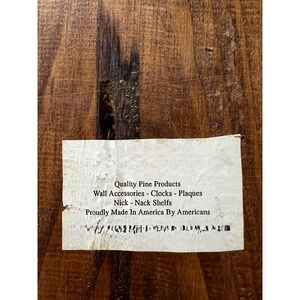 Quality Pine Products
Wall Accessories - Clocks - Plaques
Nick - Nack Shelfs
Proudly Made In America By Americans